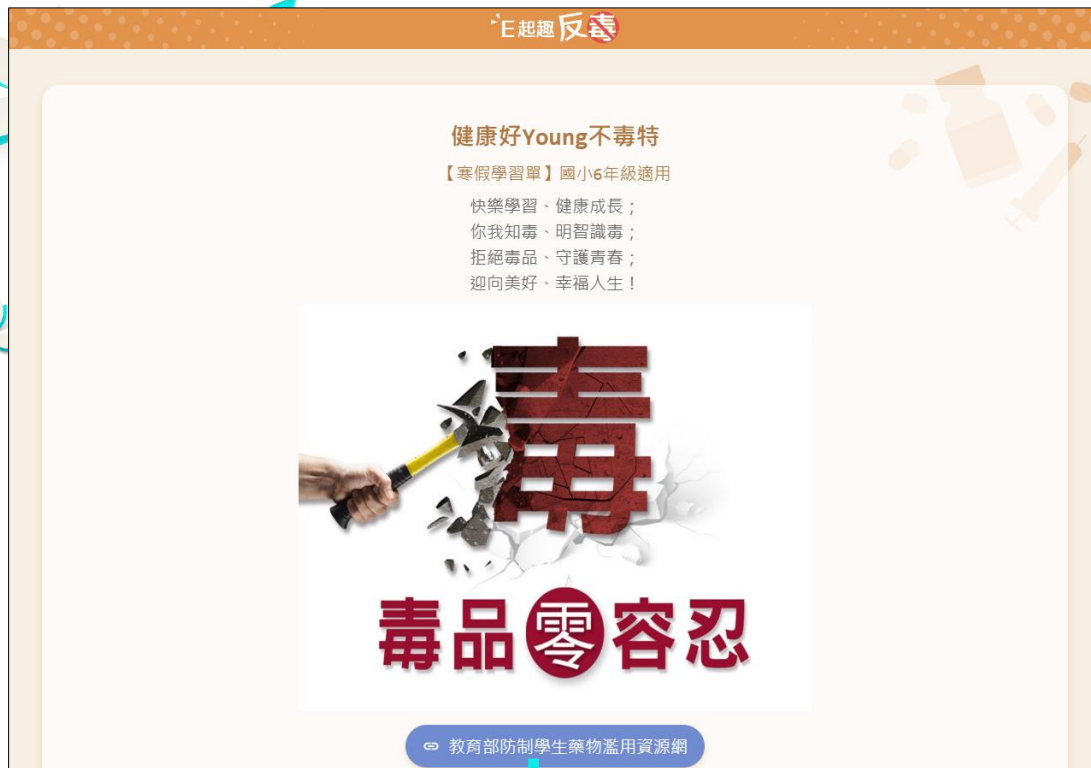 E起趣反毒
健康好Young不毒特
【寒假學習單】國小6年級適用
快樂學習、健康成長；
你我知毒、明智識毒；
拒絕毒品、守護青春；
迎向美好、幸福人生！
毒
毒品零容忍
教育部防制學生藥物濫用資源網